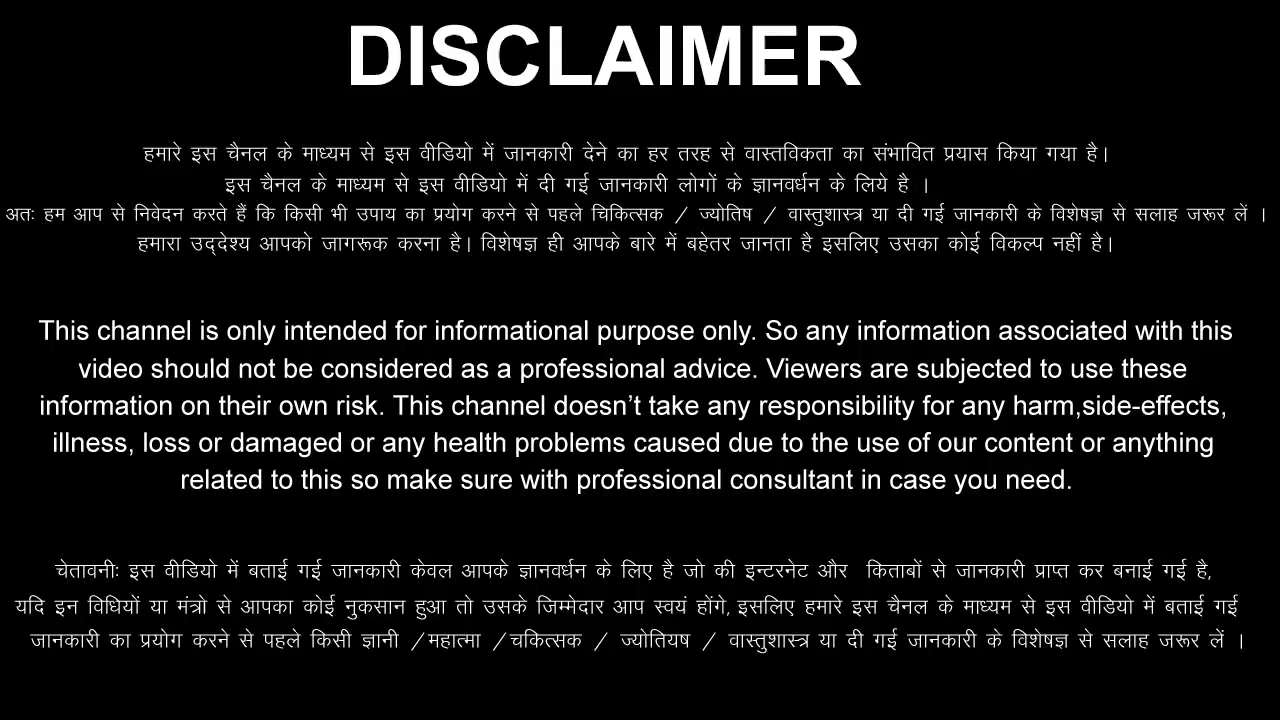 DISCLAIMER
हमारे इस चैनल के माध्यम से इस वीडियो में जानकारी देने का हर तरह से वास्तविकता का संभावित प्रयास किया गया है।
इस चैनल के माध्यम से इस वीडियो में दी गई जानकारी लोगों के ज्ञानवर्धन के लिये है ।
अतः हम आप से निवेदन करते हैं कि किसी भी उपाय का प्रयोग करने से पहले चिकित्सक / ज्योतिष / वास्तुशास्त्र या दी गई जानकारी के विशेषज्ञ से सलाह जरूर लें ।
हमारा उद्देश्य आपको जागरूक करना है। विशेषज्ञ ही आपके बारे में बहेतर जानता है इसलिए उसका कोई विकल्प नहीं है।
This channel is only intended for informational purpose only. So any information associated with this
video should not be considered as a professional advice. Viewers are subjected to use these
information on their own risk. This channel doesn’t take any responsibility for any harm,side-effects,
illness, loss or damaged or any health problems caused due to the use of our content or anything
related to this so make sure with professional consultant in case you need.
चेतावनीः इस वीडियो में बताई गई जानकारी केवल आपके ज्ञानवर्धन के लिए है जो की इन्टरनेट और किताबों से जानकारी प्राप्त कर बनाई गई है,
यदि इन विधियों या मंत्रो से आपका कोई नुकसान हुआ तो उसके जिम्मेदार आप स्वयं होंगे, इसलिए हमारे इस चैनल के माध्यम से इस वीडियो में बताई गई
जानकारी का प्रयोग करने से पहले किसी ज्ञानी /महात्मा /चकित्सक / ज्योतियष / वास्तुशास्त्र या दी गई जानकारी के विशेषज्ञ से सलाह जरूर लें ।